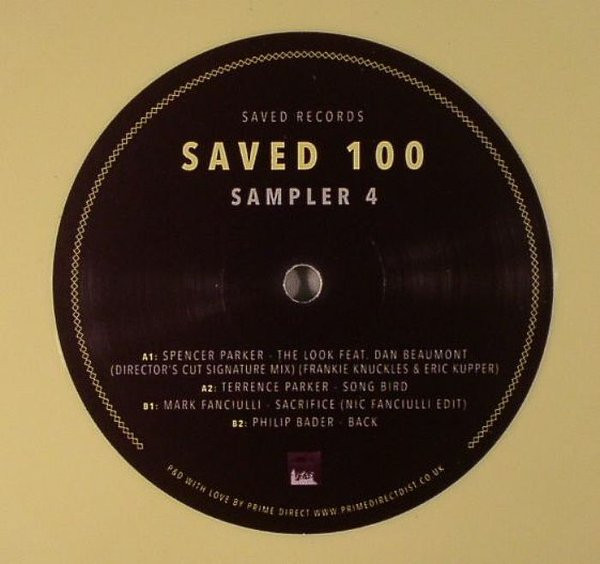 SAVED RECORDS
SAVED 100
SAMPLER 4
A1: SPENCER PARKER - THE LOOK FEAT. DAN BEAUMONT
(DIRECTOR'S CUT SIGNATURE MIX) (FRANKIE KNUCKLES & ERIC KUPPER)
A2: TERRENCE PARKER - SONG BIRD
B1: MARK FANCIULLI - SACRIFICE (NIC FANCIULLI EDIT)
B2: PHILIP BADER - BACK
P&D WITH LOVE BY PRIME DIRECT WWW.PRIMEDIRECTDIST.CO.UK